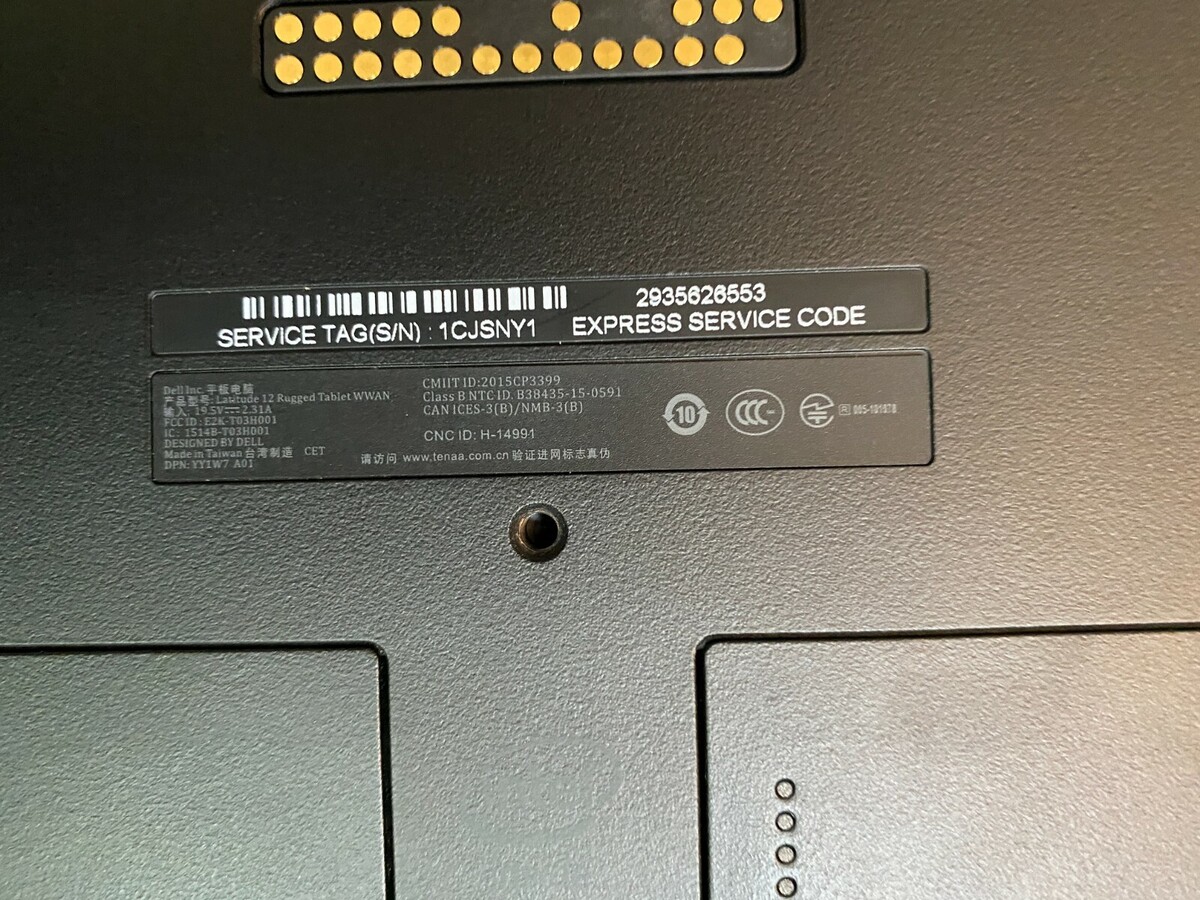 2935626553
SERVICE TAG(S/N) : 1CJSNY1 EXPRESS SERVICE CODE
Dell Inc. 平板电脑
产品型号: Latitude 12 Rugged Tablet WWAN
输入: 19.5V⎓2.31A
FCC ID: E2K-T03H001
IC: 1514B-T03H001
DESIGNED BY DELL
Made in Taiwan 台湾制造 CET
DPN: YY1W7 A01
CMIIT ID:2015CP3399
Class B NTC ID. B38435-15-0591
CAN ICES-3(B)/NMB-3(B)
CNC ID: H-14991
请访问 www.tenaa.com.cn 验证进网标志真伪
10
CCC
R 005-101078